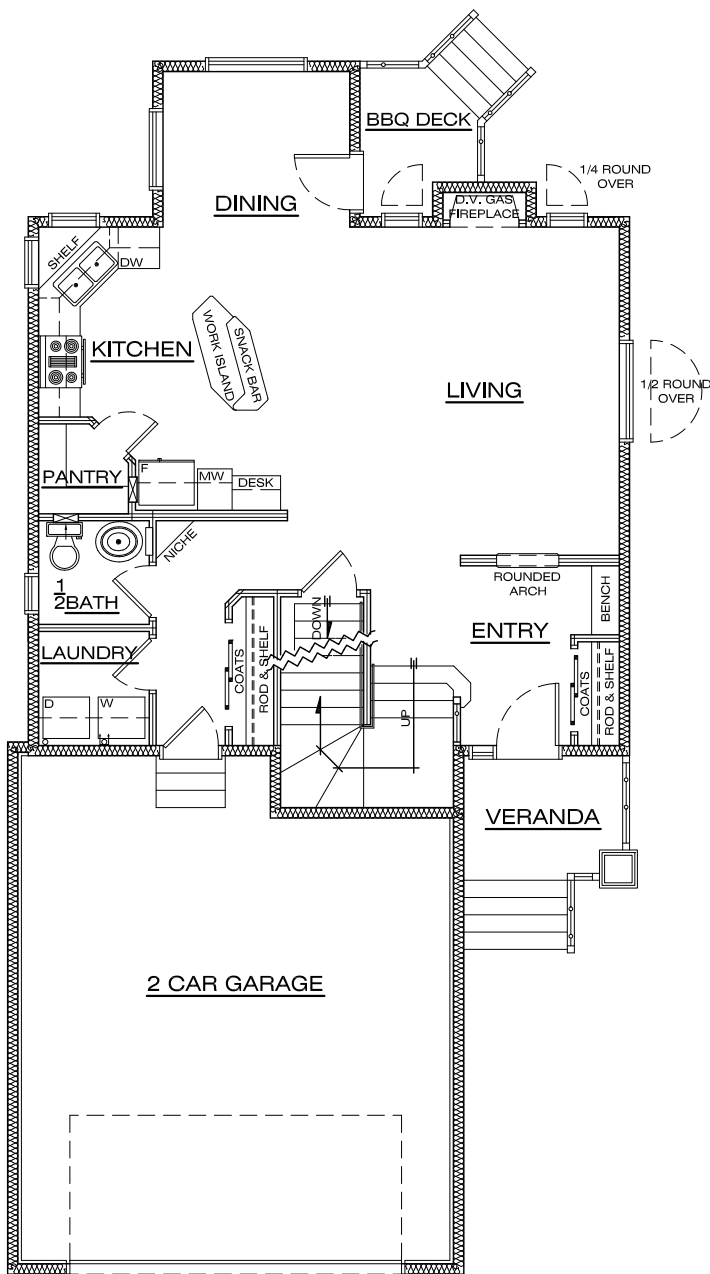 BBQ DECK
1/4 ROUND
OVER
DINING
D.V. GAS
FIREPLACE
SHELF
DW
KITCHEN
WORK ISLAND
SNACK BAR
LIVING
1/2 ROUND
OVER
PANTRY
F
MW
DESK
NICHE
1
2BATH
ROUNDED
ARCH
BENCH
DOWN
ENTRY
LAUNDRY
COATS
ROD & SHELF
COATS
ROD & SHELF
D
W
UP
VERANDA
2 CAR GARAGE